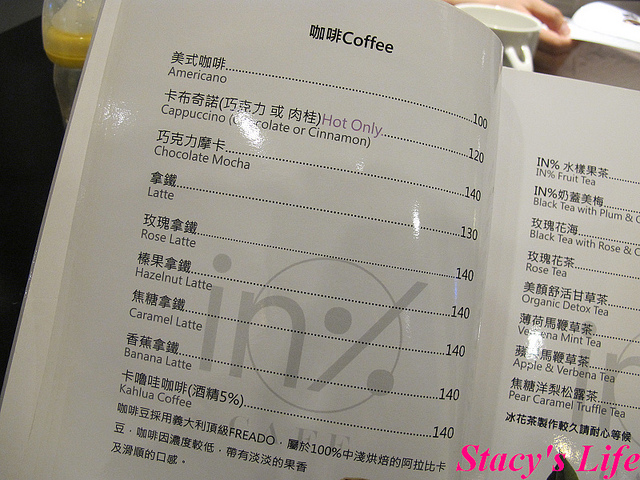 咖啡Coffee
美式咖啡 100
Americano
卡布奇諾(巧克力 或 肉桂)Hot Only 120
Cappuccino (Chocolate or Cinnamon)
巧克力摩卡 140
Chocolate Mocha
拿鐵 130
Latte
玫瑰拿鐵 140
Rose Latte
榛果拿鐵 140
Hazelnut Latte
焦糖拿鐵 140
Caramel Latte
香蕉拿鐵 140
Banana Latte
卡嚕哇咖啡(酒精5%) 140
Kahlua Coffee
咖啡豆採用義大利頂級FREADO，屬於100%中淺烘焙的阿拉比卡
豆，咖啡因濃度較低，帶有淡淡的果香
及滑順的口感。
in%
CAFE
IN% 水樣果茶
IN% Fruit Tea
IN%奶蓋美梅
Black Tea with Plum &
玫瑰花海
Black Tea with Rose &
玫瑰花茶
Rose Tea
美顏舒活甘草茶
Organic Detox Tea
薄荷馬鞭草茶
Verbena Mint Tea
馬鞭草茶
Apple & Verbena Tea
焦糖洋梨松露茶
Pear Caramel Truffle Tea
冰花茶製作較久請耐心等候
in
Stacy's Life